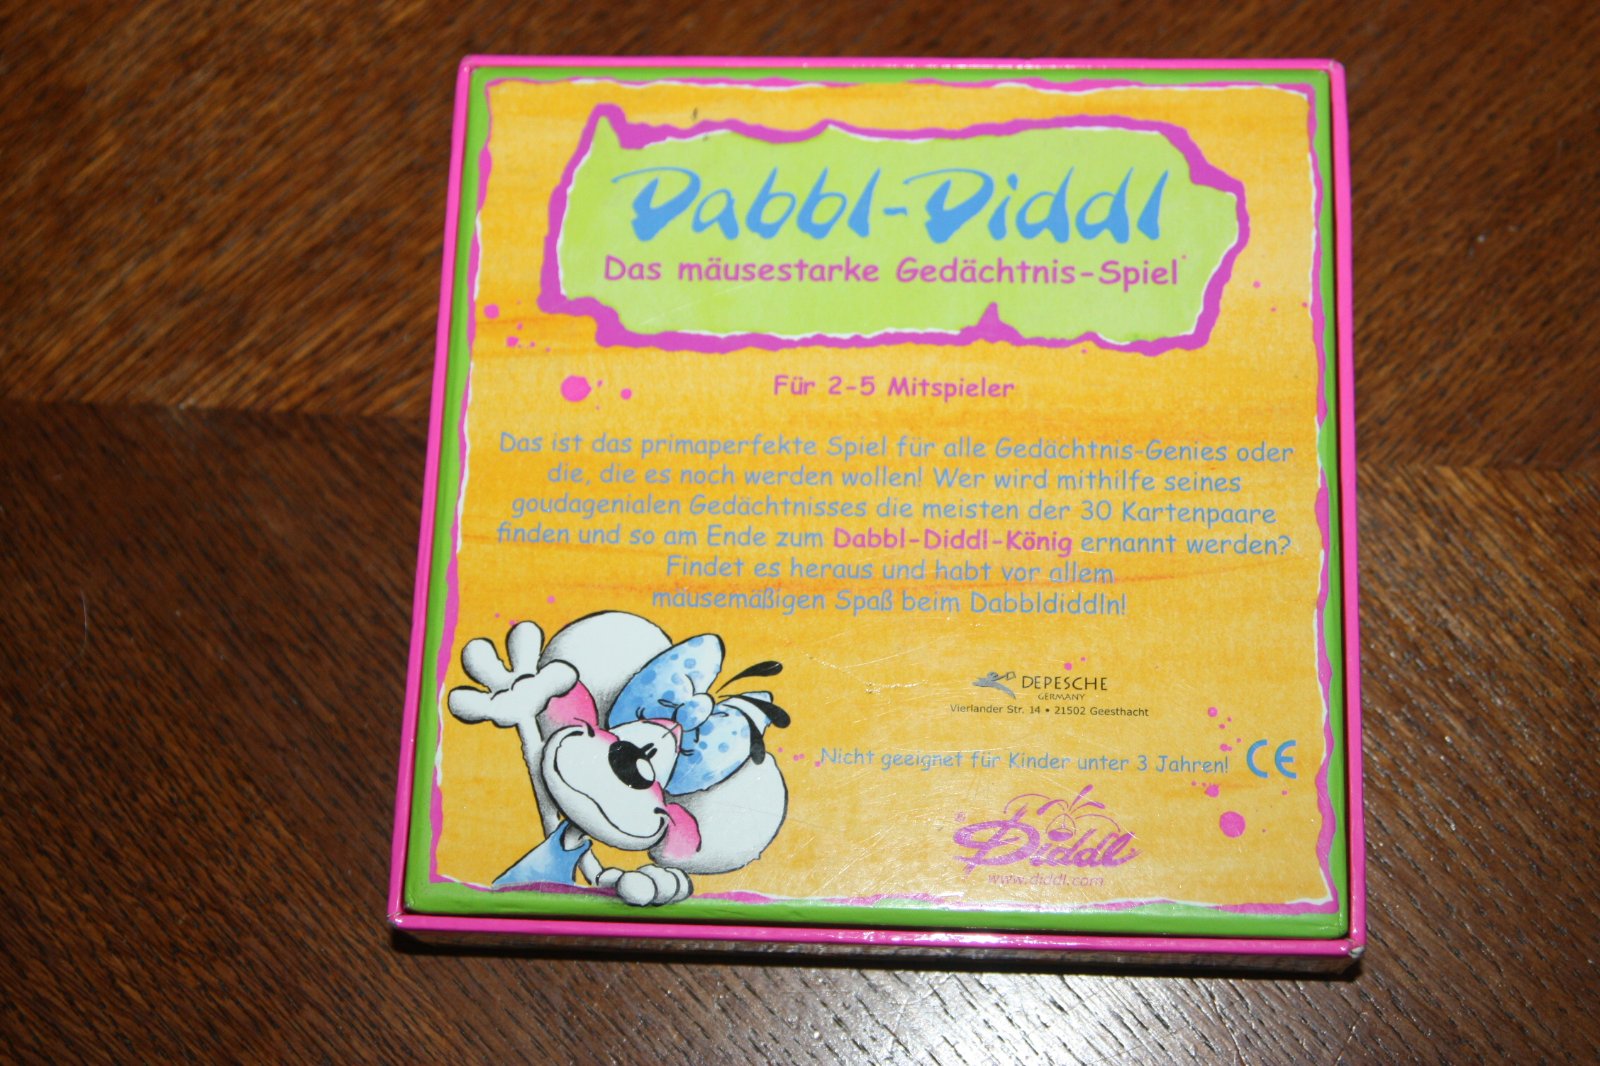 Dabbl-Diddl
Das mäusestarke Gedächtnis-Spiel
Für 2-5 Mitspieler
Das ist das primaperfekte Spiel für alle Gedächtnis-Genies oder
die, die es noch werden wollen! Wer wird mithilfe seines
goudagenialen Gedächtnisses die meisten der 30 Kartenpaare
finden und so am Ende zum Dabbl-Diddl-König ernannt werden?
Findet es heraus und habt vor allem
mäusemäßigen Spaß beim Dabbldiddln!
DEPESCHE
GERMANY
Vierlander Str. 14 • 21502 Geesthacht
Nicht geeignet für Kinder unter 3 Jahren! CE
Diddl
www.diddl.com